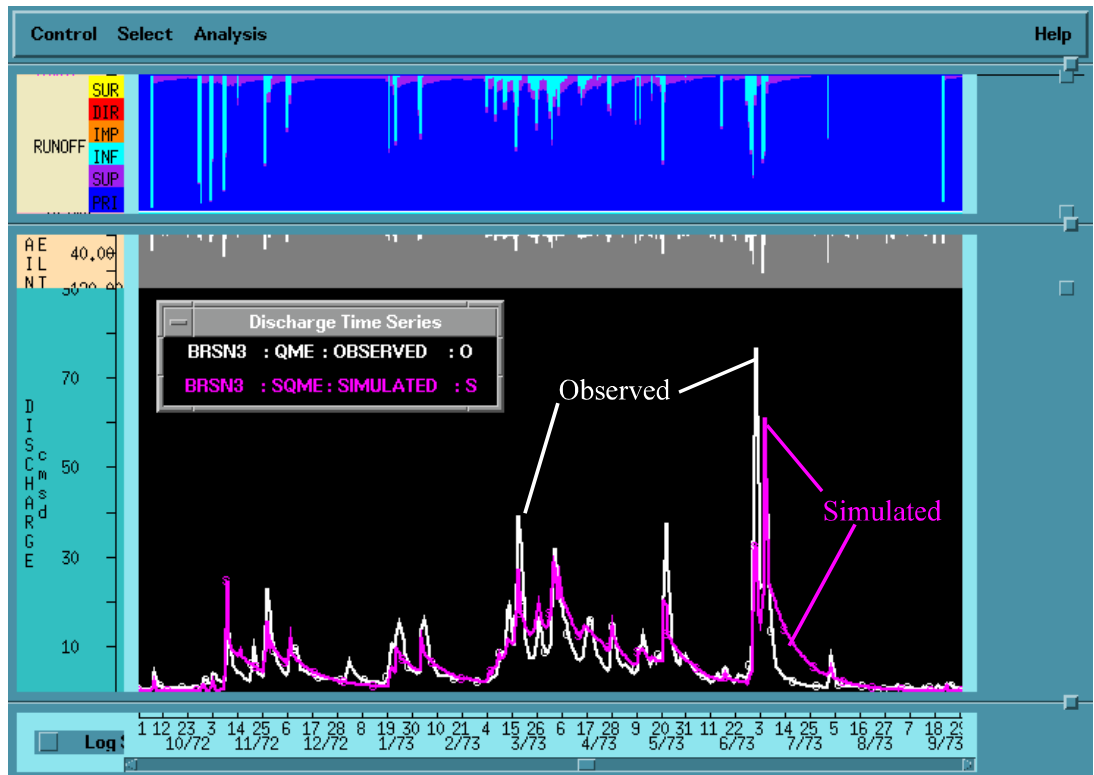 Control Select Analysis Help
SUR
DIR
RUNOFF IMP
INF
SUP
PRI
A E
I L
N T
40.00
Discharge Time Series
BRSN3 : QME : OBSERVED : O
BRSN3 : SQME : SIMULATED : S
Observed
Simulated
DISCHARGE
cmsd
70
50
30
10
1 12 23 3 14 25 6 17 28 8 19 30 10 21 4 15 26 6 17 28 9 20 31 11 22 3 14 25 5 16 27 7 18 29
10/72 11/72 12/72 1/73 2/73 3/73 4/73 5/73 6/73 7/73 8/73 9/73
Log